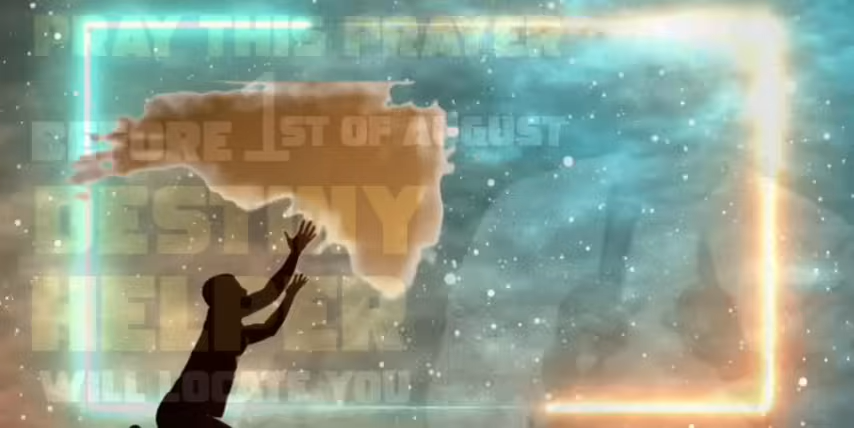 PRAY THIS PRAYER
BEFORE 1ST OF AUGUST
DESTINY
HELPER
WILL LOCATE YOU